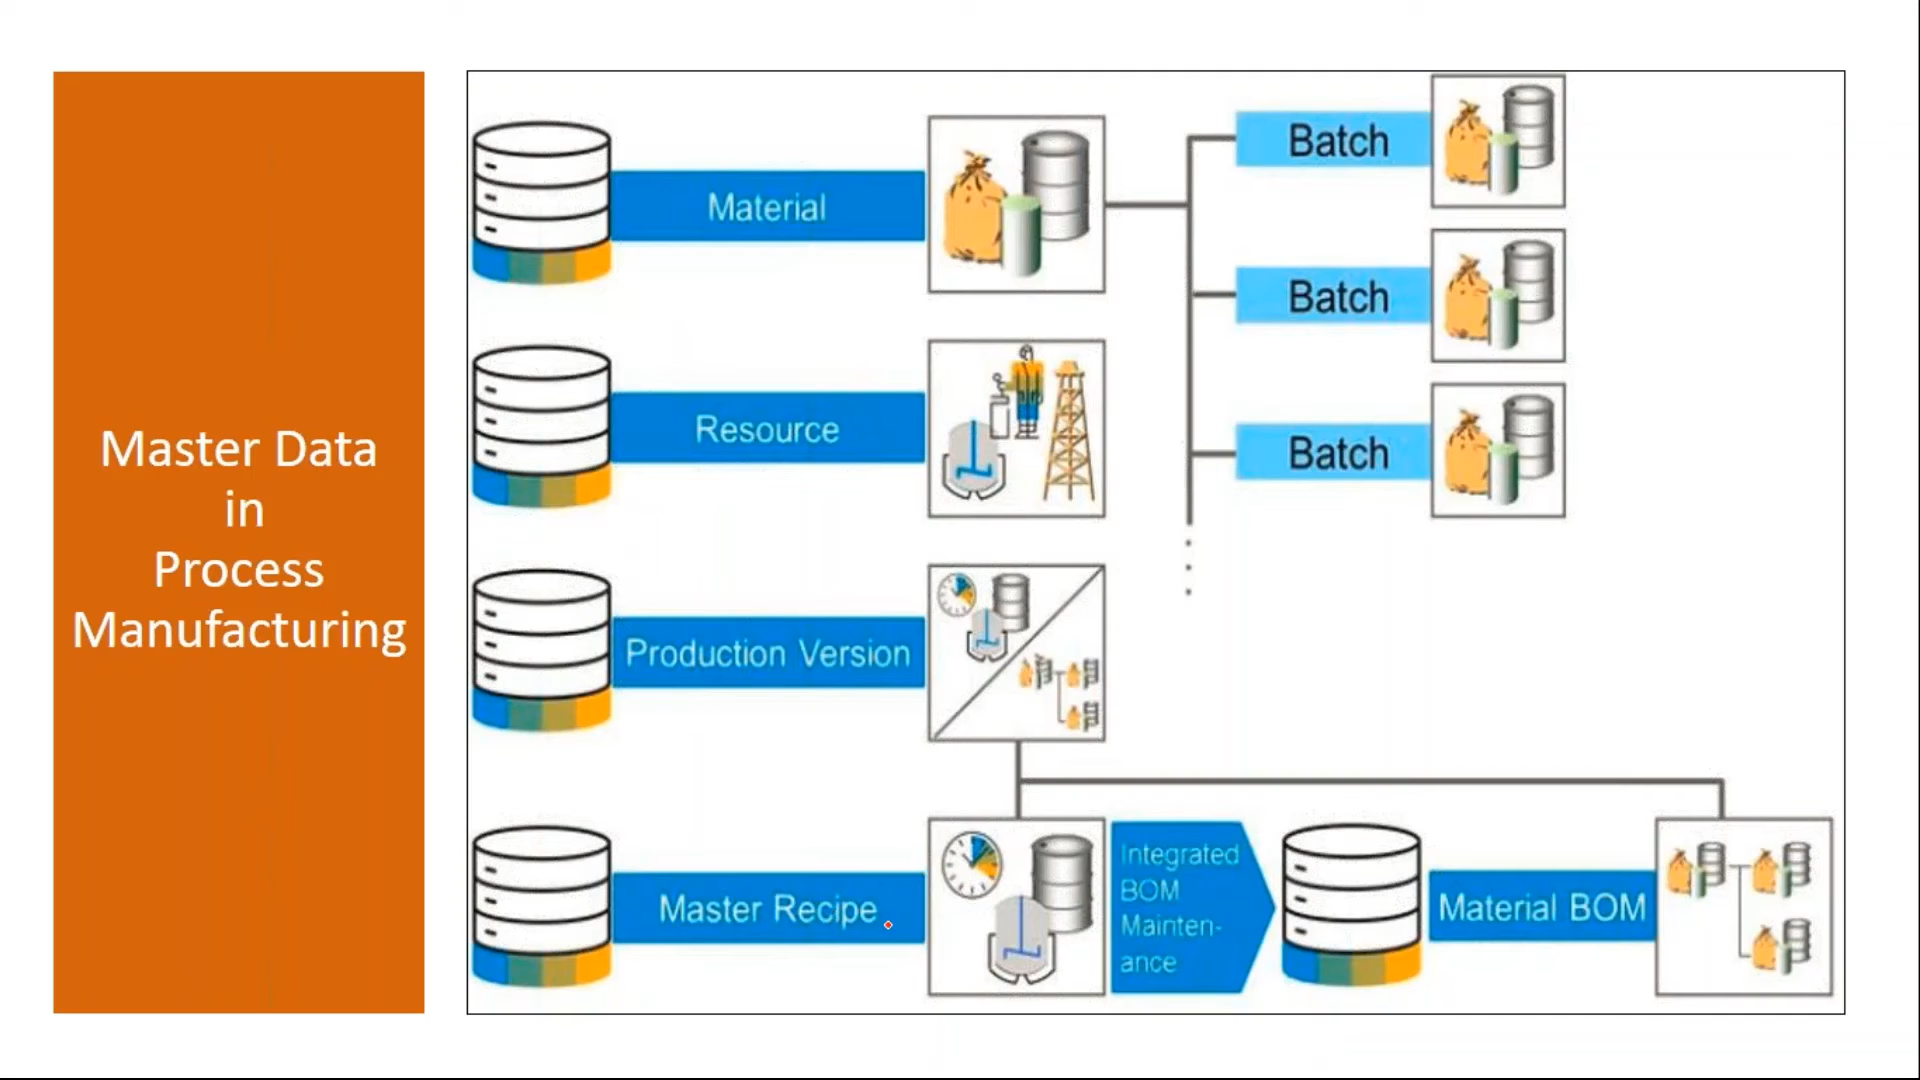 Master Data
in
Process
Manufacturing
Material
Batch
Batch
Batch
Resource
Production Version
Master Recipe
Integrated
BOM
Mainten-
ance
Material BOM